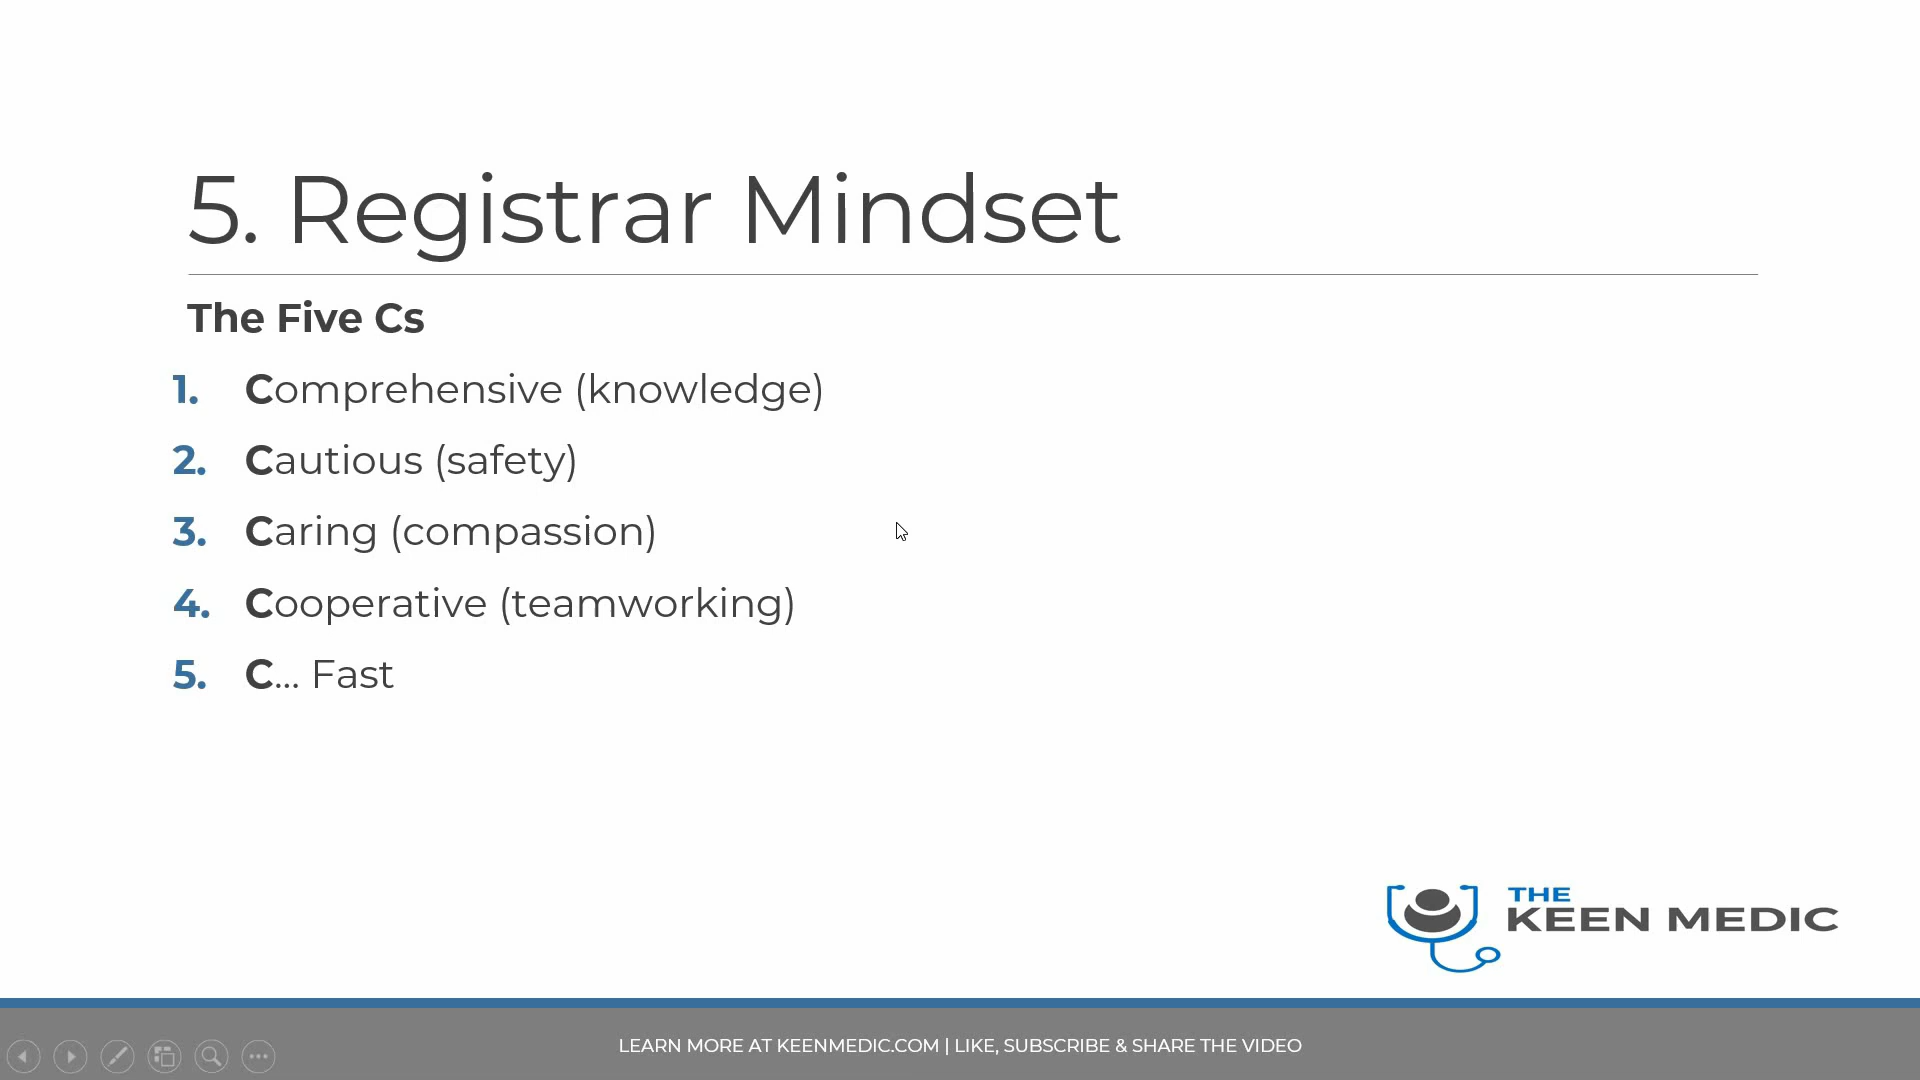 5. Registrar Mindset
The Five Cs
1. Comprehensive (knowledge)
2. Cautious (safety)
3. Caring (compassion)
4. Cooperative (teamworking)
5. C... Fast
THE
KEEN MEDIC
LEARN MORE AT KEENMEDIC.COM | LIKE, SUBSCRIBE & SHARE THE VIDEO